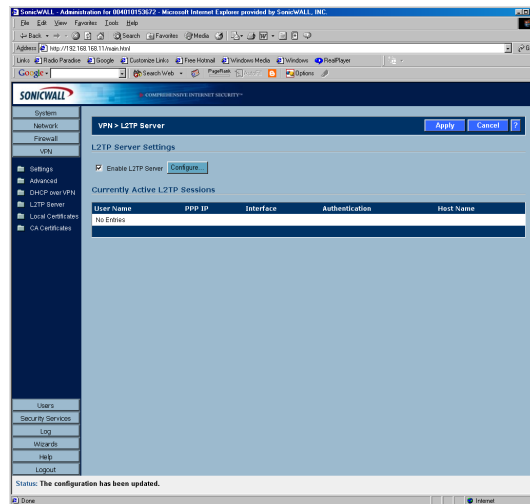 SonicWALL - Administration for 004010153672 - Microsoft Internet Explorer provided by SonicWALL, INC.
File Edit View Favorites Tools Help
Back Search Favorites Media
Address http://192.168.168.11/main.html
Links Radio Paradise Google Customize Links Free Hotmail Windows Media Windows RealPlayer
Google Search Web PageRank Options
SONICWALL COMPREHENSIVE INTERNET SECURITY™
System
Network
Firewall
VPN
Settings
Advanced
DHCP over VPN
L2TP Server
Local Certificates
CA Certificates
Users
Security Services
Log
Wizards
Help
Logout
VPN > L2TP Server Apply Cancel ?
L2TP Server Settings
Enable L2TP Server Configure...
Currently Active L2TP Sessions
User Name PPP IP Interface Authentication Host Name
No Entries
Status: The configuration has been updated.
Done Internet